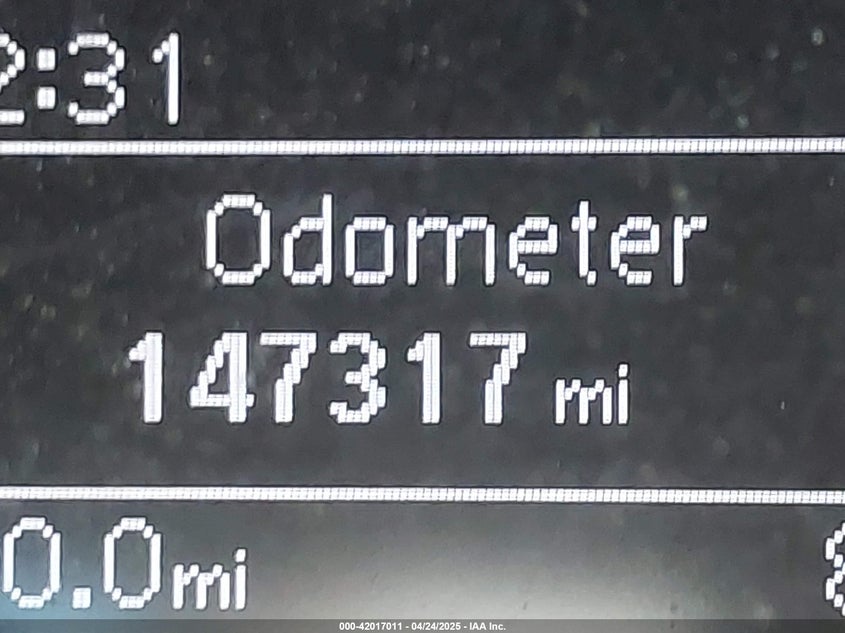 2:31
Odometer
147317 mi
0.0mi
000-42017011 - 04/24/2025 - IAA Inc.